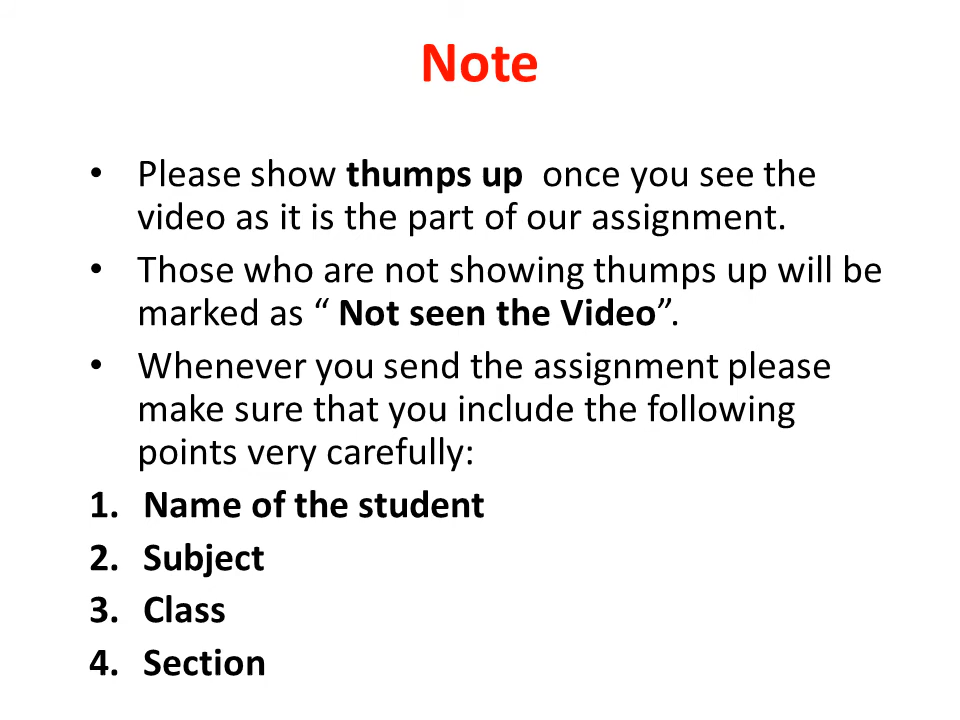 Note
• Please show thumps up  once you see the
video as it is the part of our assignment.
• Those who are not showing thumps up will be
marked as “ Not seen the Video”.
• Whenever you send the assignment please
make sure that you include the following
points very carefully:
1. Name of the student
2. Subject
3. Class
4. Section